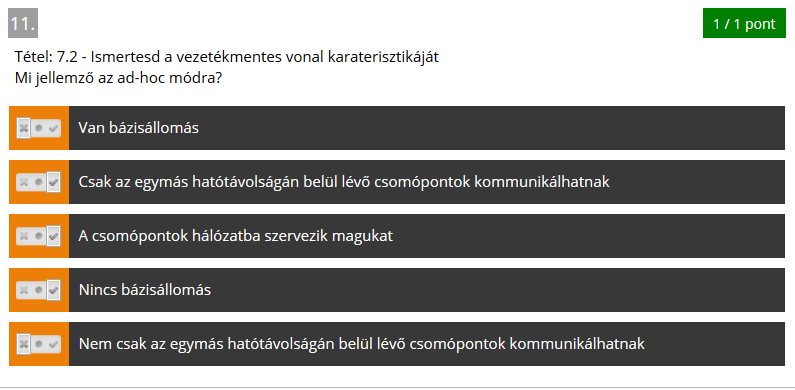 11.
1 / 1 pont
Tétel: 7.2 - Ismertesd a vezetékmentes vonal karaterisztikáját
Mi jellemző az ad-hoc módra?
Van bázisállomás
Csak az egymás hatótávolságán belül lévő csomópontok kommunikálhatnak
A csomópontok hálózatba szervezik magukat
Nincs bázisállomás
Nem csak az egymás hatótávolságán belül lévő csomópontok kommunikálhatnak